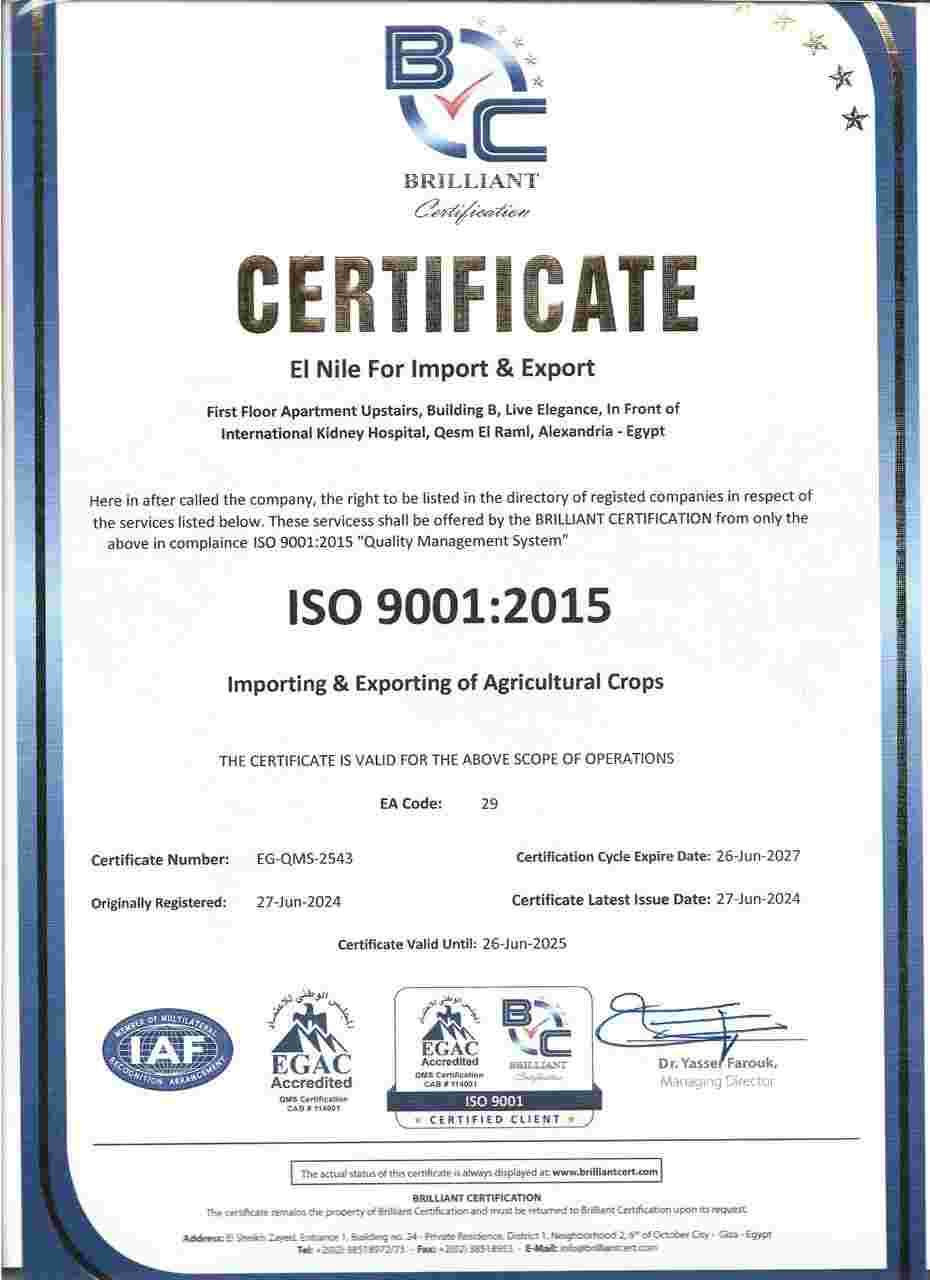 B
C
BRILLIANT
Certification
CERTIFICATE
El Nile For Import & Export
First Floor Apartment Upstairs, Building B, Live Elegance, In Front of
International Kidney Hospital, Qesm El Raml, Alexandria - Egypt
Here in after called the company, the right to be listed in the directory of registed companies in respect of
the services listed below. These servicess shall be offered by the BRILLIANT CERTIFICATION from only the
above in complaince ISO 9001:2015 "Quality Management System"
ISO 9001:2015
Importing & Exporting of Agricultural Crops
THE CERTIFICATE IS VALID FOR THE ABOVE SCOPE OF OPERATIONS
EA Code: 29
Certificate Number: EG-QMS-2543 Certification Cycle Expire Date: 26-Jun-2027
Originally Registered: 27-Jun-2024 Certificate Latest Issue Date: 27-Jun-2024
Certificate Valid Until: 26-Jun-2025
MEMBER OF MULTILATERAL
IAF
RECOGNITION ARRANGEMENT
المجلس الوطني للاعتماد
EGAC
Accredited
QMS Certification
CAB # 114001
المجلس الوطني للاعتماد
EGAC
Accredited
QMS Certification
CAB # 114001
B
C
BRILLIANT
Certification
ISO 9001
CERTIFIED CLIENT
Dr. Yasser Farouk,
Managing Director
The actual status of this certificate is always displayed at: www.brilliantcert.com
BRILLIANT CERTIFICATION
The certificate remains the property of Brilliant Certification and must be returned to Brilliant Certification upon its request.
Address: El Sheikh Zayed, Entrance 1, Building no. 24 - Private Residence, District 1, Neighborhood 2, 6th of October City - Giza - Egypt
Tel: +2(02) 38518972/73 - Fax: +2(02) 38518953 - E-Mail: info@brilliantcert.com